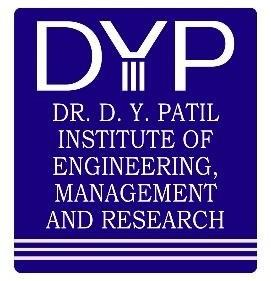 DYP
DR. D. Y. PATIL
INSTITUTE OF
ENGINEERING,
MANAGEMENT
AND RESEARCH